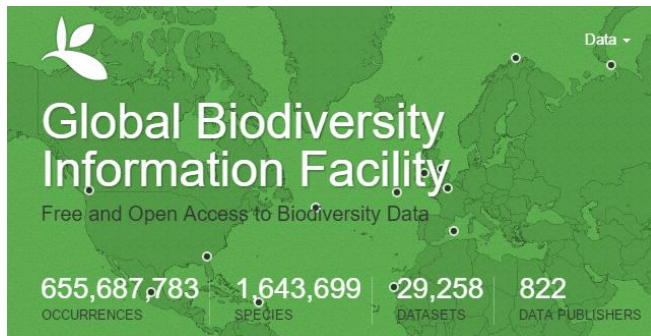 Data
Global Biodiversity
Information Facility
Free and Open Access to Biodiversity Data
655,687,783 1,643,699 29,258 822
OCCURRENCES SPECIES DATASETS DATA PUBLISHERS